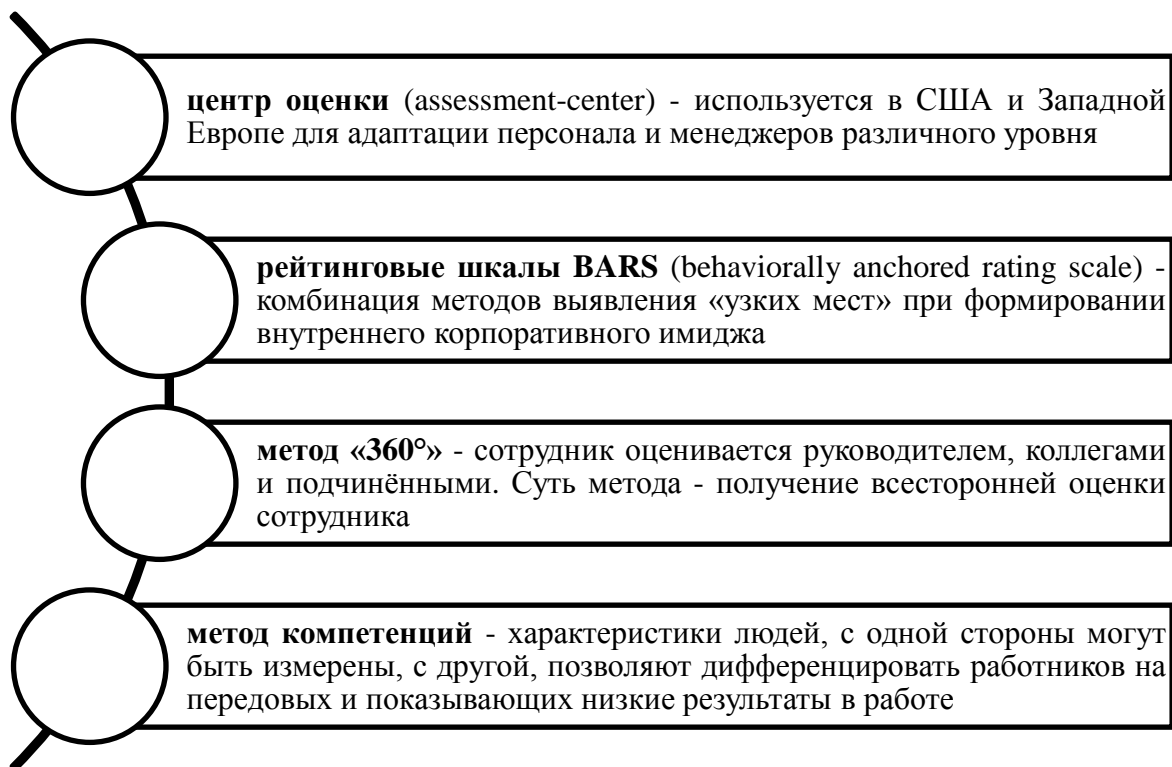 центр оценки (assessment-center) - используется в США и Западной
Европе для адаптации персонала и менеджеров различного уровня
рейтинговые шкалы BARS (behaviorally anchored rating scale) -
комбинация методов выявления «узких мест» при формировании
внутреннего корпоративного имиджа
метод «360°» - сотрудник оценивается руководителем, коллегами
и подчинёнными. Суть метода - получение всесторонней оценки
сотрудника
метод компетенций - характеристики людей, с одной стороны могут
быть измерены, с другой, позволяют дифференцировать работников на
передовых и показывающих низкие результаты в работе